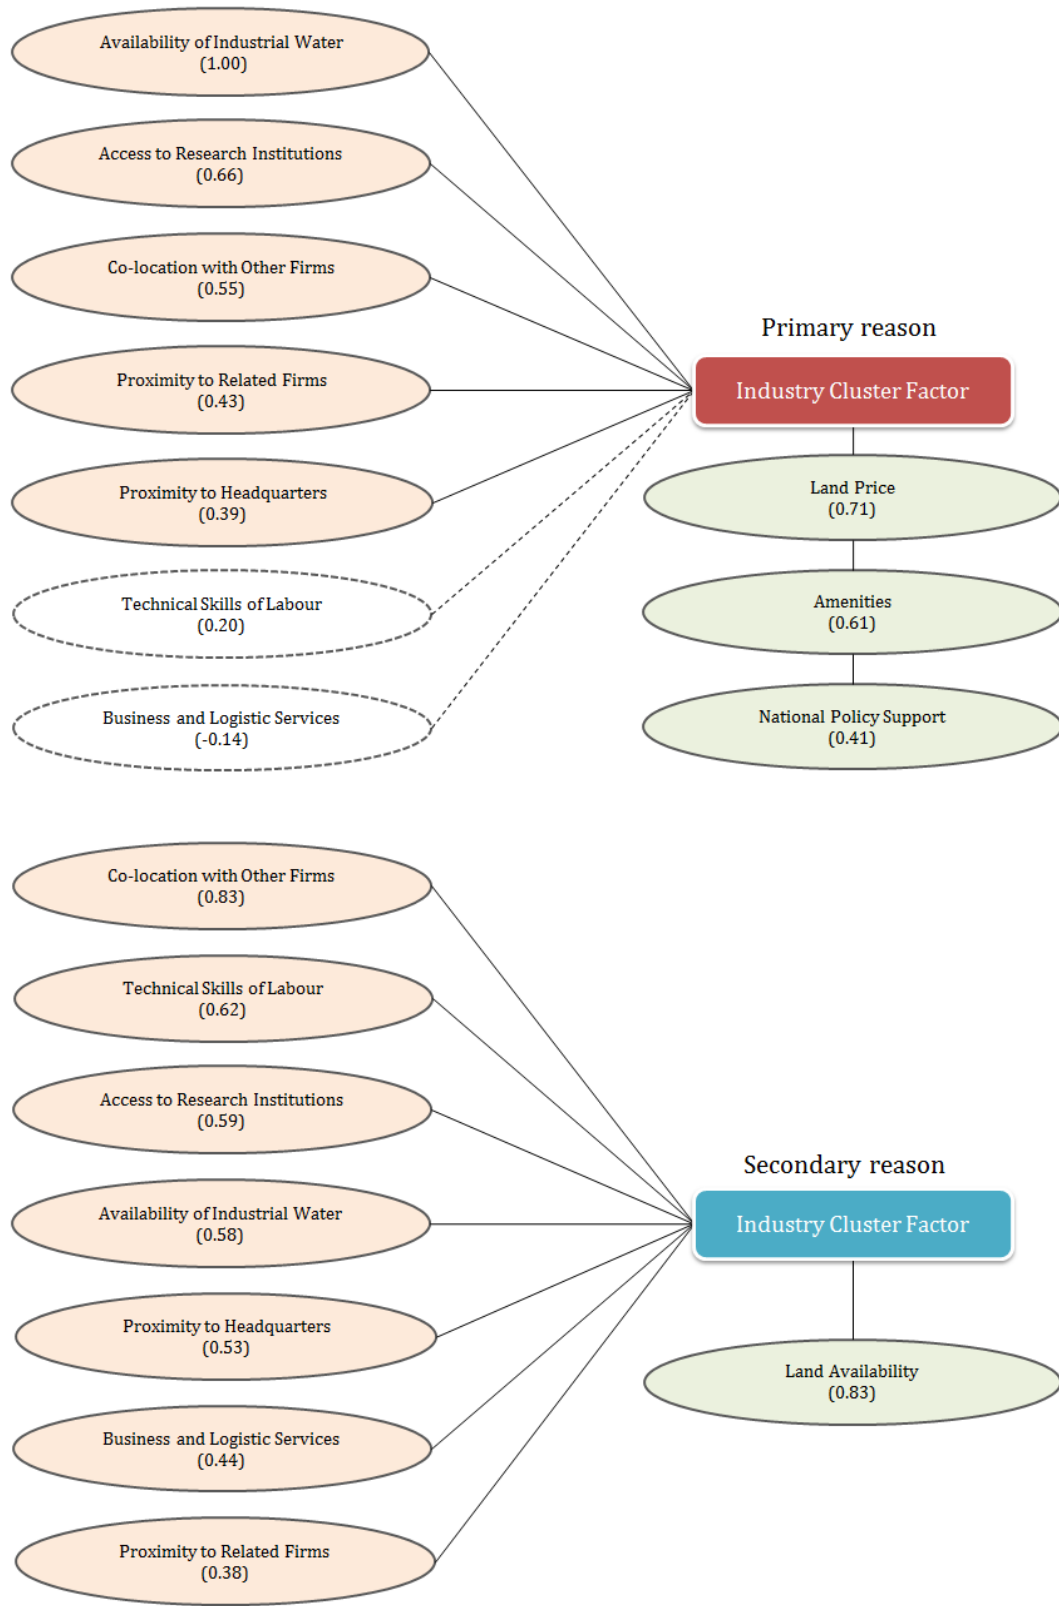 Availability of Industrial Water
(1.00)
Access to Research Institutions
(0.66)
Co-location with Other Firms
(0.55)
Proximity to Related Firms
(0.43)
Proximity to Headquarters
(0.39)
Technical Skills of Labour
(0.20)
Business and Logistic Services
(-0.14)
Primary reason
Industry Cluster Factor
Land Price
(0.71)
Amenities
(0.61)
National Policy Support
(0.41)
Co-location with Other Firms
(0.83)
Technical Skills of Labour
(0.62)
Access to Research Institutions
(0.59)
Availability of Industrial Water
(0.58)
Proximity to Headquarters
(0.53)
Business and Logistic Services
(0.44)
Proximity to Related Firms
(0.38)
Secondary reason
Industry Cluster Factor
Land Availability
(0.83)